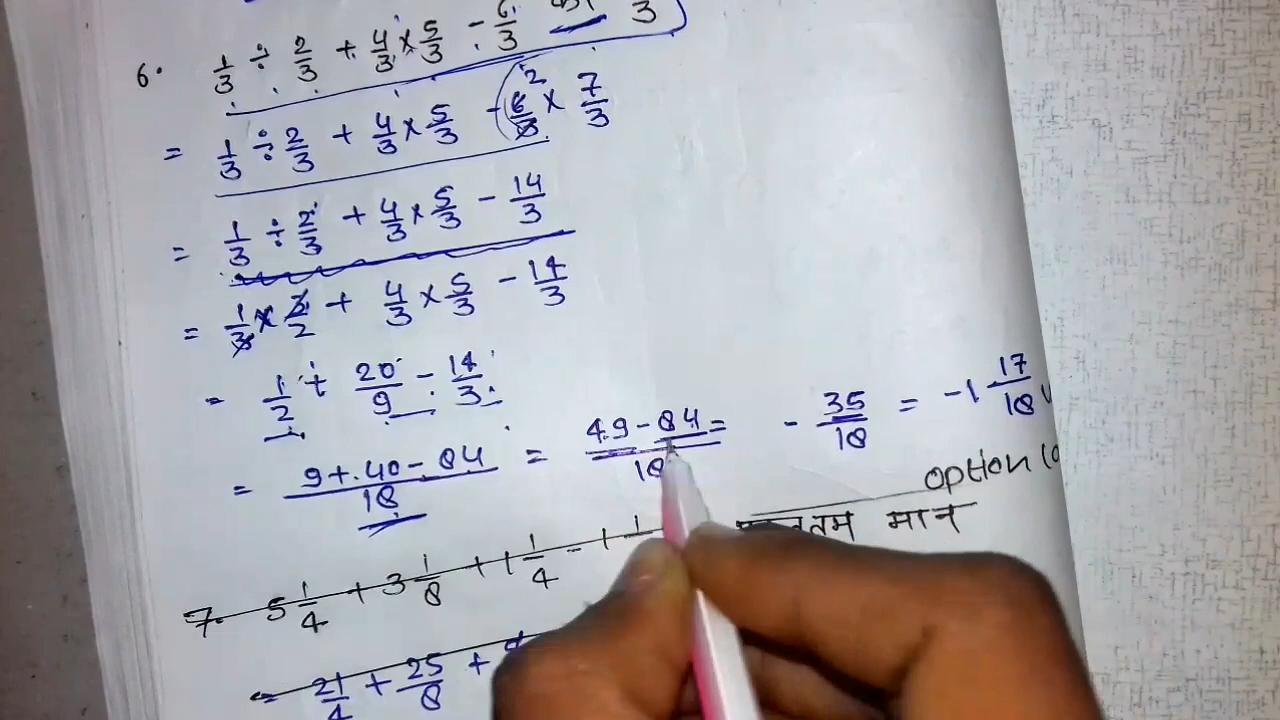 6. 1/3 ÷ 2/3 + 4/3 × 5/3 - 6/3 का /3
= 1/3 ÷ 2/3 + 4/3 × 5/3 - (6/3 2 × 7/3
= 1/3 ÷ 2/3 + 4/3 × 5/3 - 14/3
= 1/3 × 3/2 + 4/3 × 5/3 - 14/3
= 1/2 + 20/9 - 14/3
= 9+40-84/18 = 49-84/18 = - 35/18 = -1 17/18
option (a
7. 5 1/4 + 3 1/8 + 1 1/4 - 1 1/ मान
= 21/4 + 25/8 +